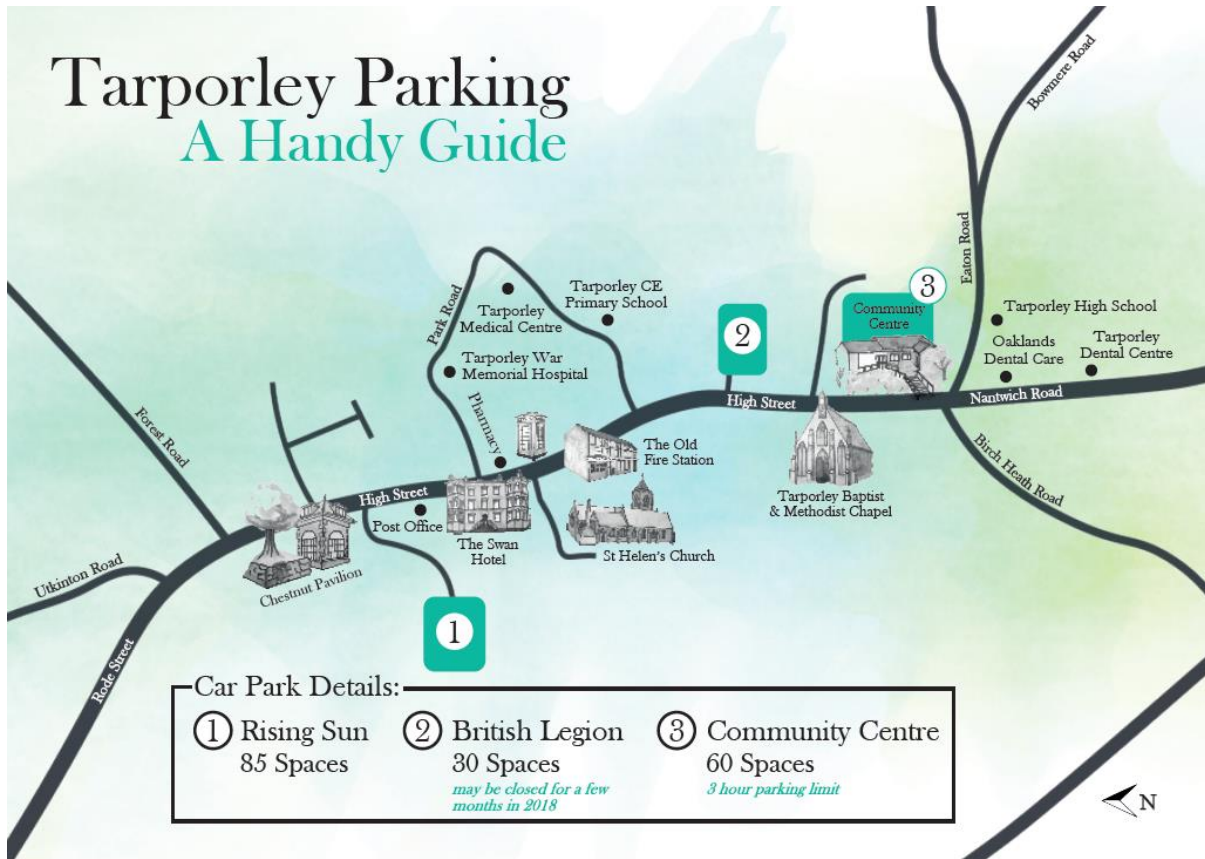 Tarporley Parking
A Handy Guide
Bowmere Road
Eaton Road
3
Community
Centre
Tarporley High School
Oaklands
Dental Care
Tarporley
Dental Centre
Nantwich Road
Birch Heath Road
Tarporley CE
Primary School
Tarporley
Medical Centre
Park Road
Tarporley War
Memorial Hospital
Pharmacy
2
High Street
Tarporley Baptist
& Methodist Chapel
The Old
Fire Station
St Helen's Church
The Swan
Hotel
High Street
Post Office
Forest Road
Chestnut Pavilion
Utkinton Road
Rode Street
1
Car Park Details:
1 Rising Sun
85 Spaces
2 British Legion
30 Spaces
may be closed for a few
months in 2018
3 Community Centre
60 Spaces
3 hour parking limit
N